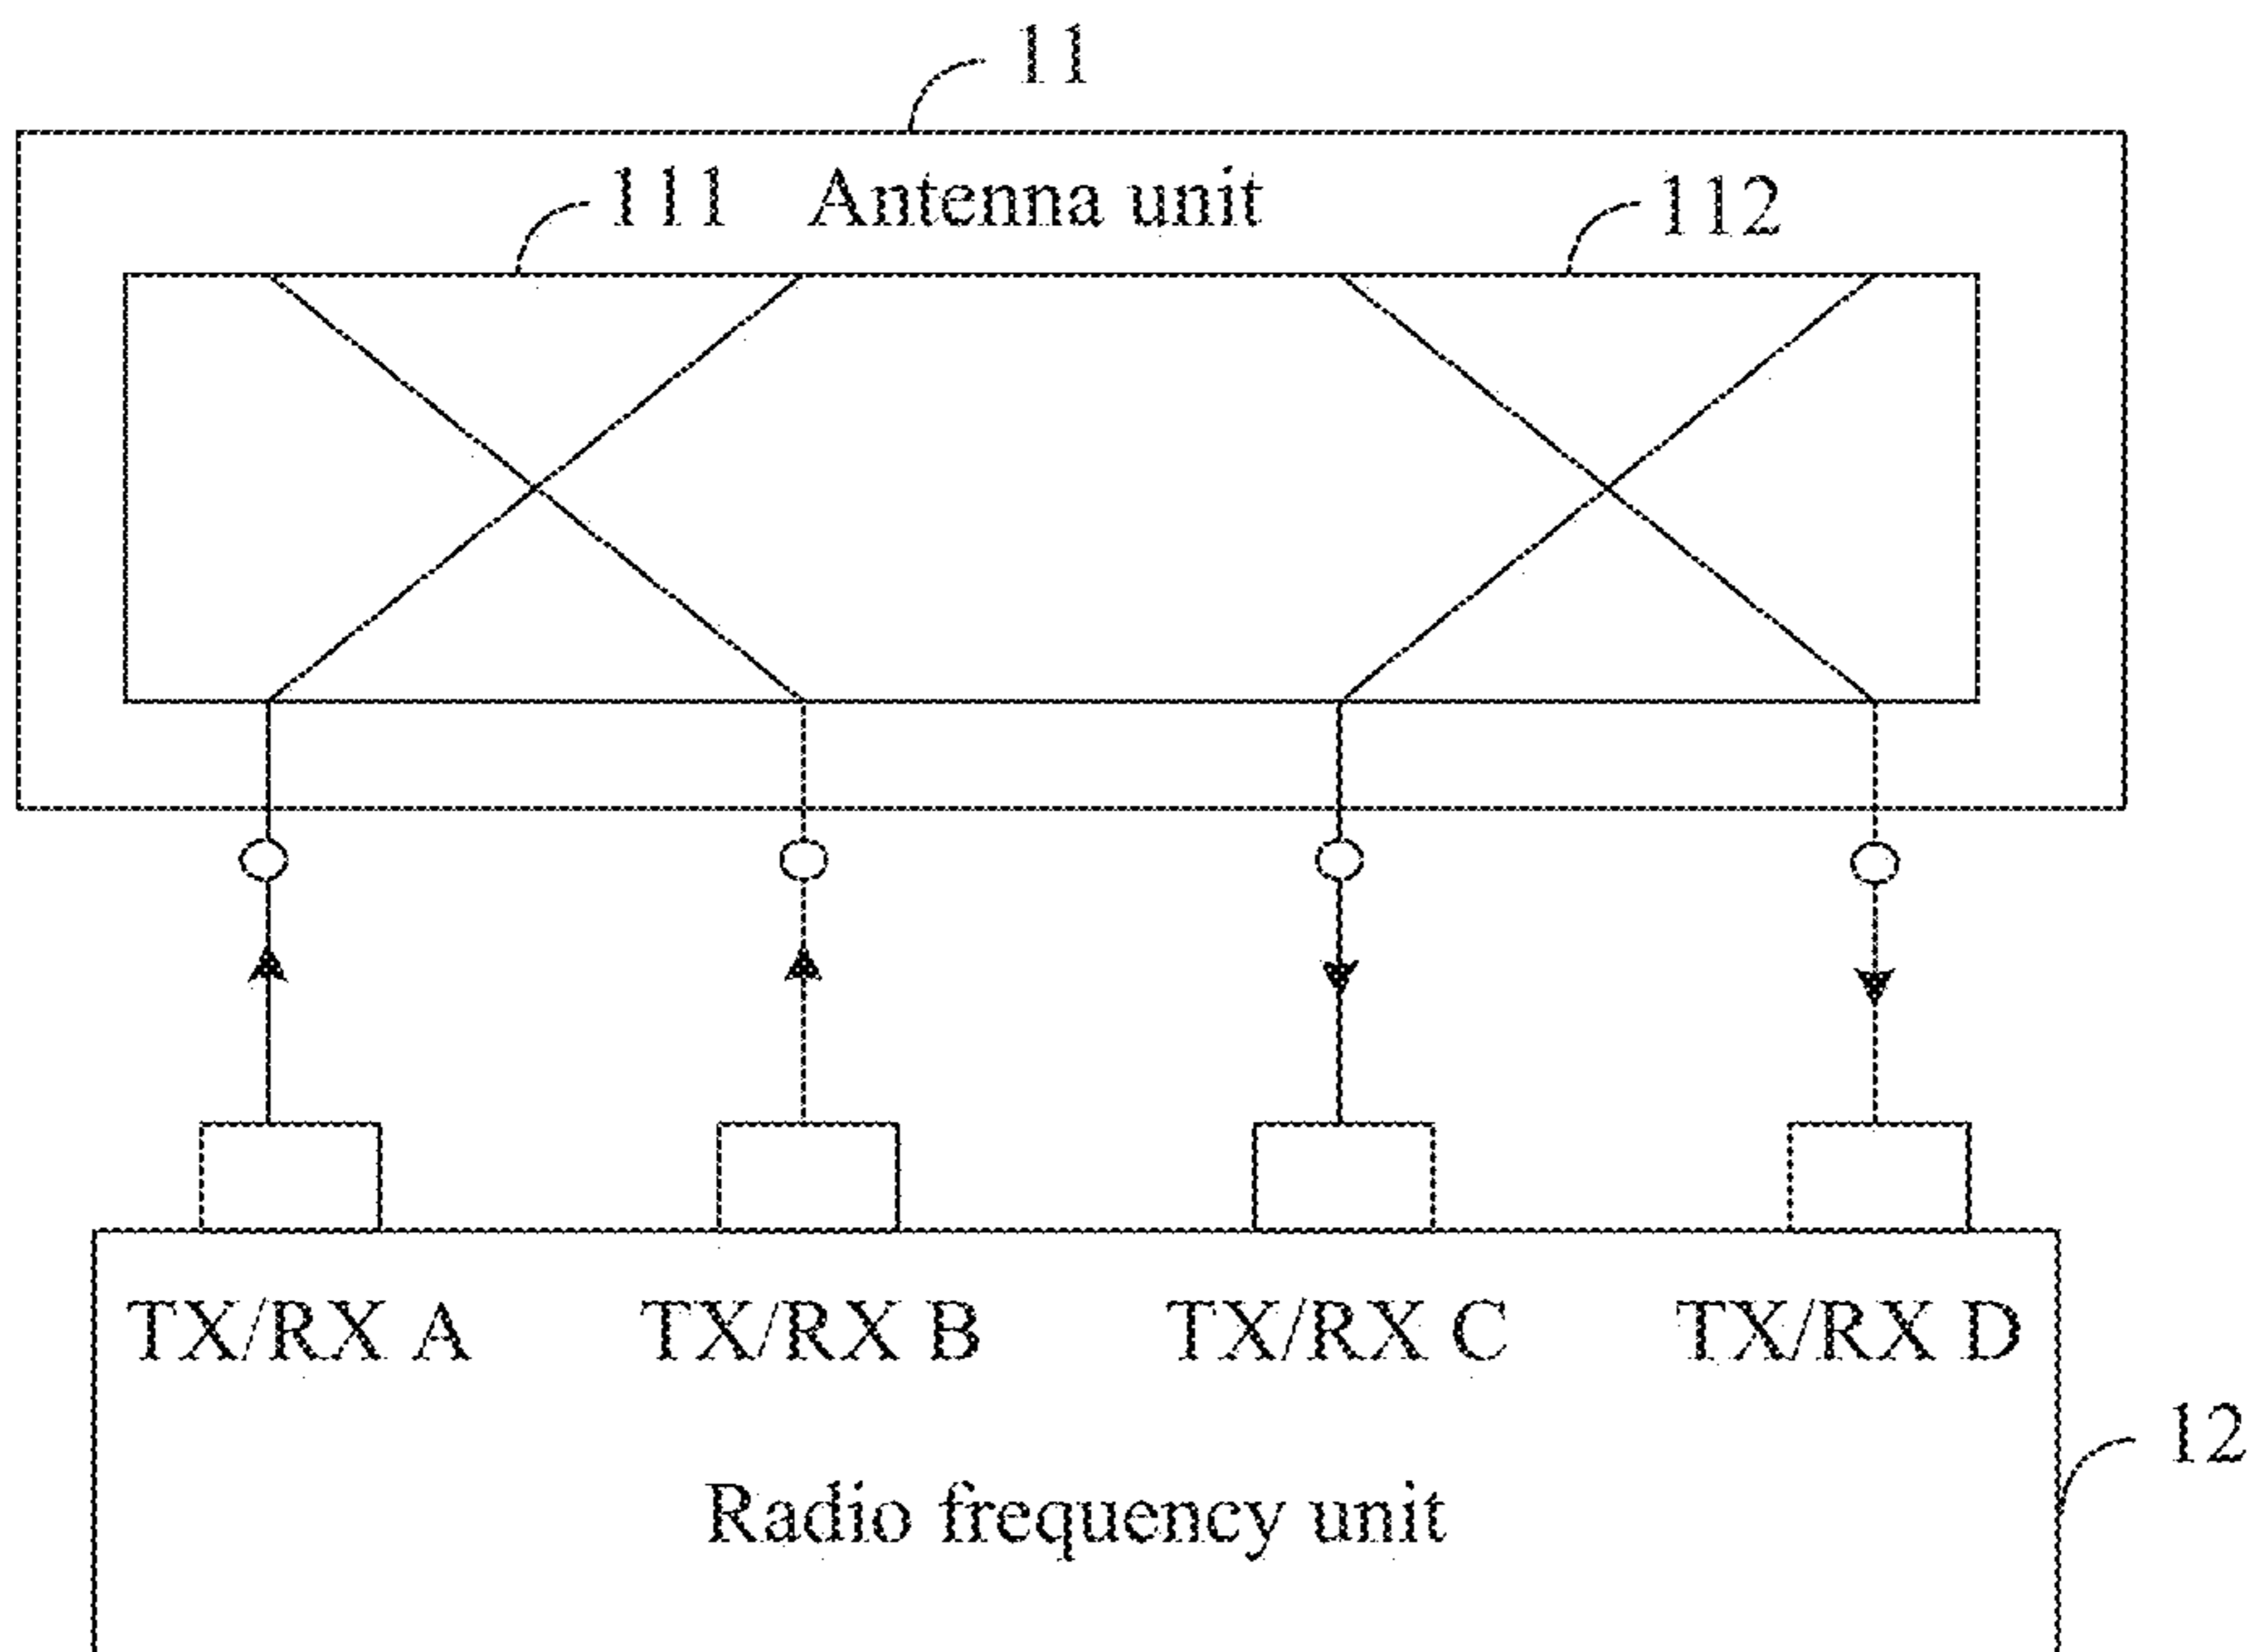 11
111 Antenna unit 112
TX/RX A TX/RX B TX/RX C TX/RX D
12
Radio frequency unit